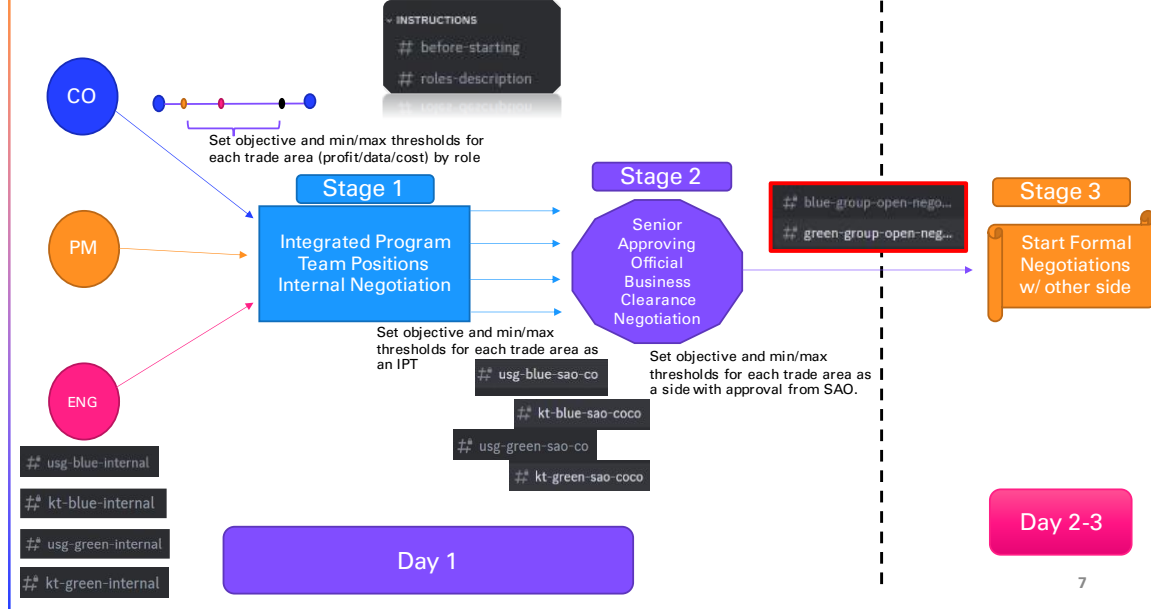 INSTRUCTIONS
# before-starting
# roles-description
CO
Set objective and min/max thresholds for
each trade area (profit/data/cost) by role
Stage 1
Stage 2
Stage 3
# blue-group-open-nego...
# green-group-open-neg...
PM
Integrated Program
Team Positions
Internal Negotiation
Senior
Approving
Official
Business
Clearance
Negotiation
Start Formal
Negotiations
w/ other side
Set objective and min/max
thresholds for each trade area as
an IPT
Set objective and min/max
thresholds for each trade area as
a side with approval from SAO.
ENG
# usg-blue-sao-co
# kt-blue-sao-coco
# usg-green-sao-co
# kt-green-sao-coco
# usg-blue-internal
# kt-blue-internal
# usg-green-internal
# kt-green-internal
Day 1
Day 2-3
7